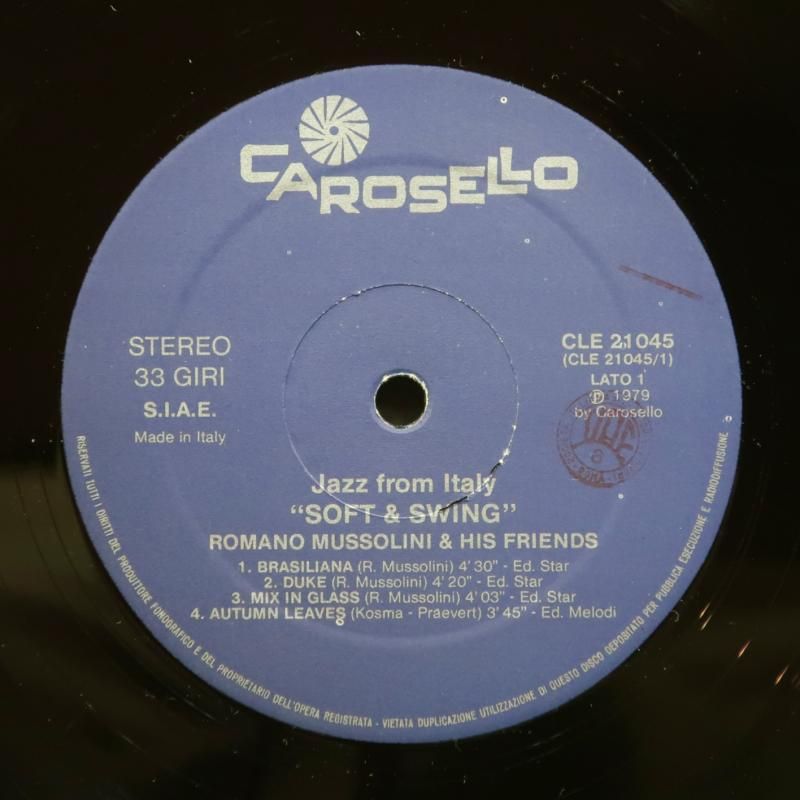 CAROSELLO
STEREO
33 GIRI
S.I.A.E.
Made in Italy
CLE 21045
(CLE 21045/1)
LATO 1
℗ 1979
by Carosello
Jazz from Italy
"SOFT & SWING"
ROMANO MUSSOLINI & HIS FRIENDS
1. BRASILIANA (R. Mussolini) 4'30" - Ed. Star
2. DUKE (R. Mussolini) 4'20" - Ed. Star
3. MIX IN GLASS (R. Mussolini) 4'03" - Ed. Star
4. AUTUMN LEAVES (Kosma - Praevert) 3'45" - Ed. Melodi
RISERVATI TUTTI I DIRITTI DEL PRODUTTORE FONOGRAFICO E DEL PROPRIETARIO DELL'OPERA REGISTRATA - VIETATA DUPLICAZIONE UTILIZZAZIONE DI QUESTO DISCO DEPOSITATO PER PUBBLICA ESECUZIONE E RADIODIFFUSIONE